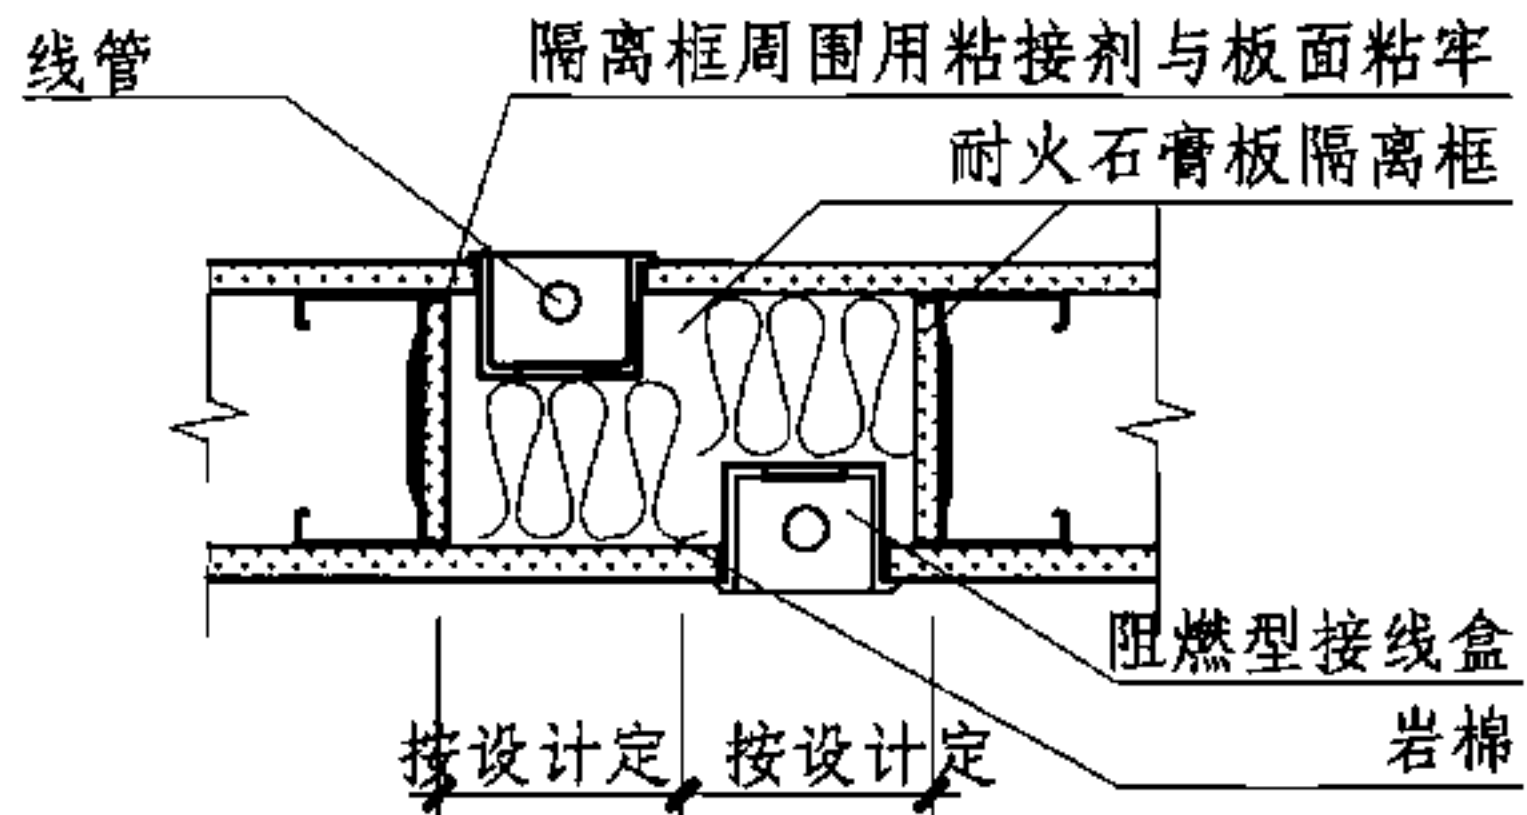 线管
隔离框周围用粘接剂与板面粘牢
耐火石膏板隔离框
阻燃型接线盒
岩棉
按设计定
按设计定